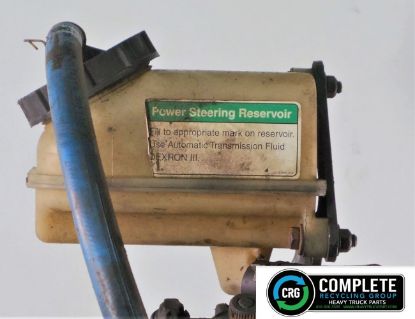 Power Steering Reservoir
Fill to appropriate mark on reservoir.
Use Automatic Transmission Fluid
DEXRON III.
CRG
COMPLETE
RECYCLING GROUP
HEAVY TRUCK PARTS